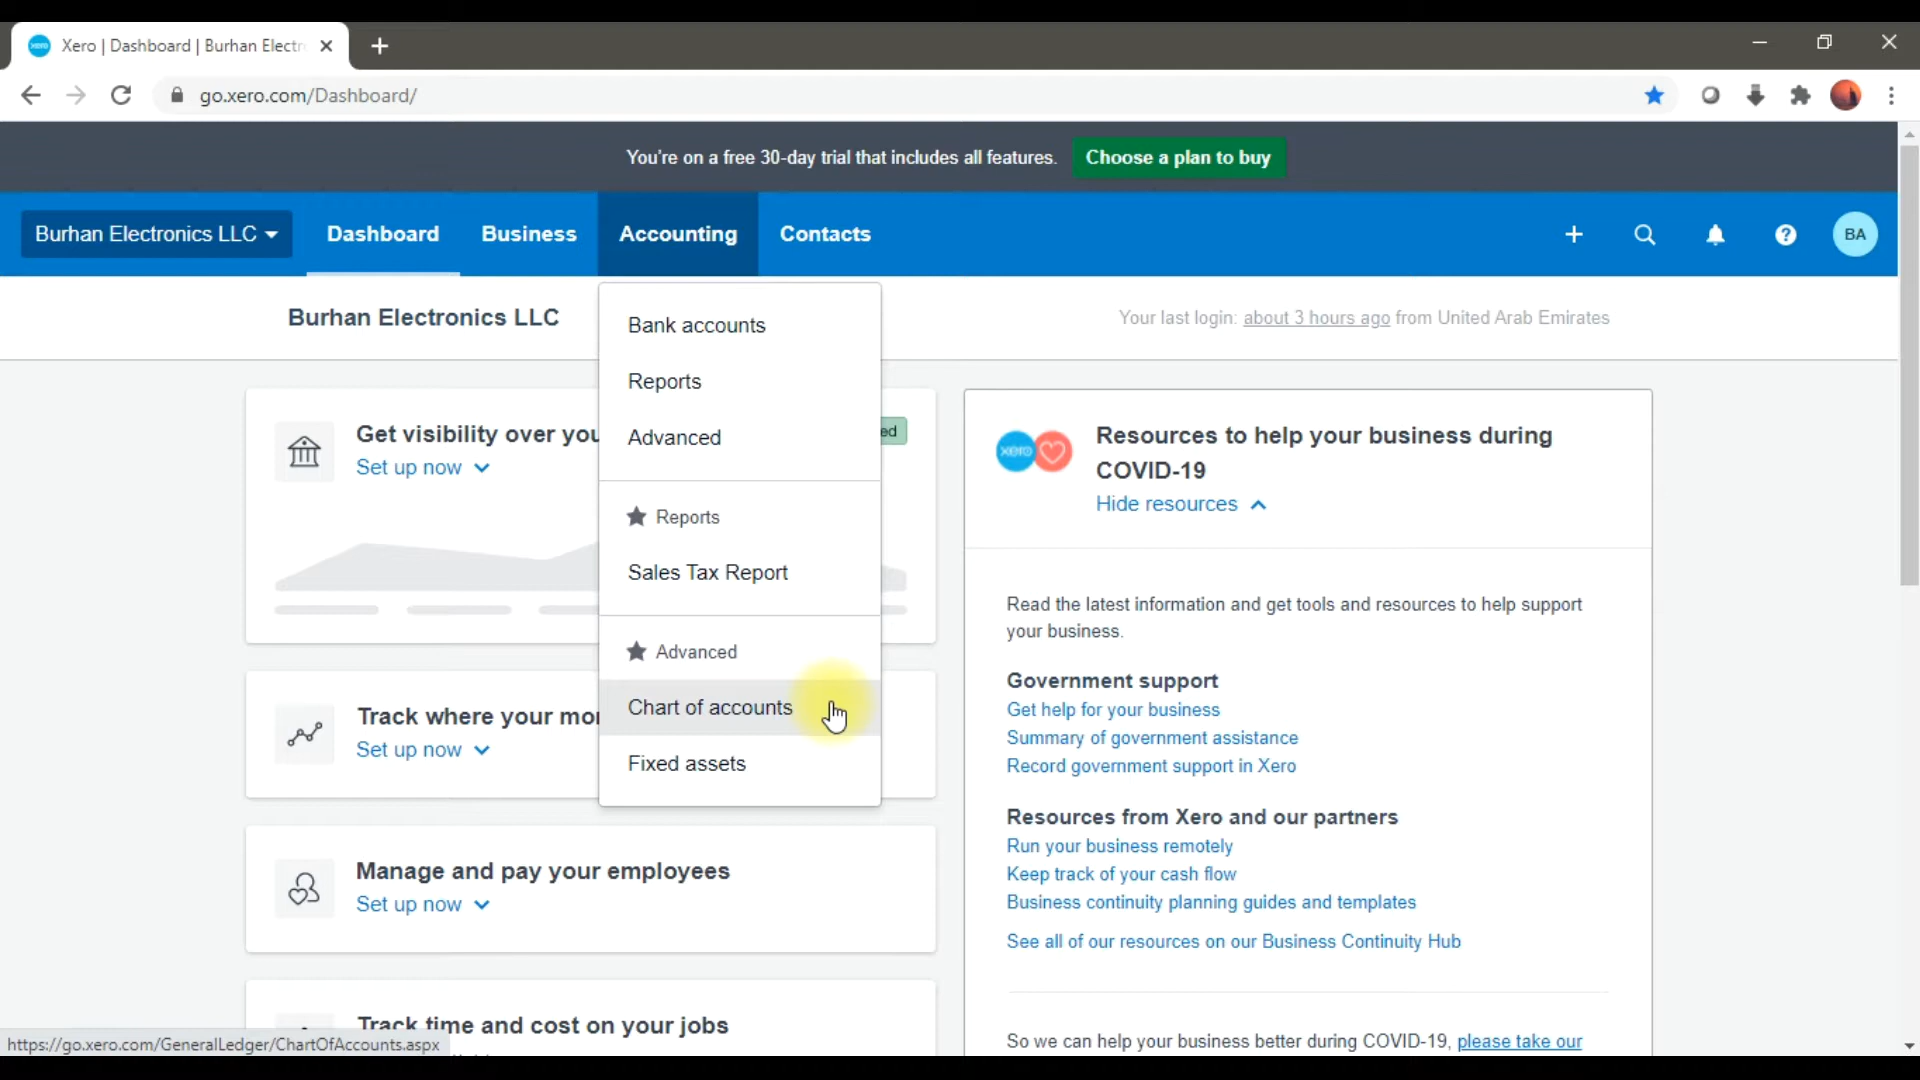 Xero | Dashboard | Burhan Electr
go.xero.com/Dashboard/
You're on a free 30-day trial that includes all features.
Choose a plan to buy
Burhan Electronics LLC
Dashboard
Business
Accounting
Contacts
BA
Burhan Electronics LLC
Your last login: about 3 hours ago from United Arab Emirates
Bank accounts
Reports
Advanced
Reports
Sales Tax Report
Advanced
Chart of accounts
Fixed assets
Get visibility over you
ed
Set up now
Track where your mo
Set up now
Manage and pay your employees
Set up now
Track time and cost on your jobs
xero
Resources to help your business during
COVID-19
Hide resources
Read the latest information and get tools and resources to help support
your business.
Government support
Get help for your business
Summary of government assistance
Record government support in Xero
Resources from Xero and our partners
Run your business remotely
Keep track of your cash flow
Business continuity planning guides and templates
See all of our resources on our Business Continuity Hub
So we can help your business better during COVID-19, please take our
https://go.xero.com/GeneralLedger/ChartOfAccounts.aspx